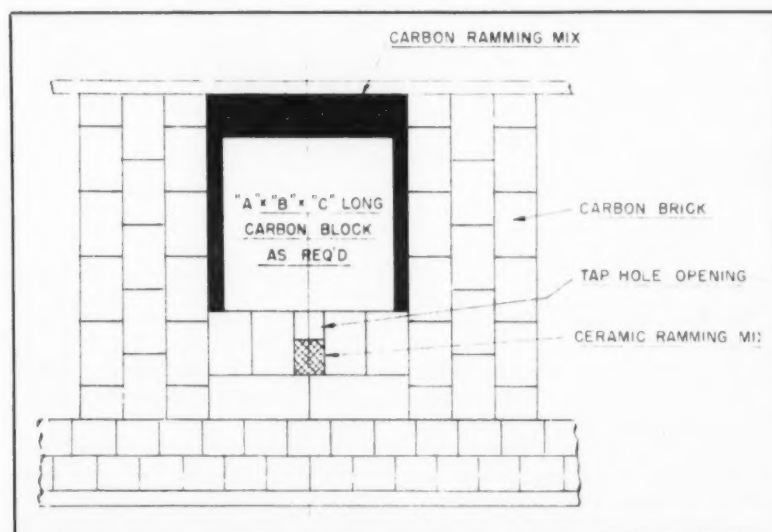 CARBON RAMMING MIX
"A" x "B" x "C" LONG
CARBON BLOCK
AS REQ'D
CARBON BRICK
TAP HOLE OPENING
CERAMIC RAMMING MIX